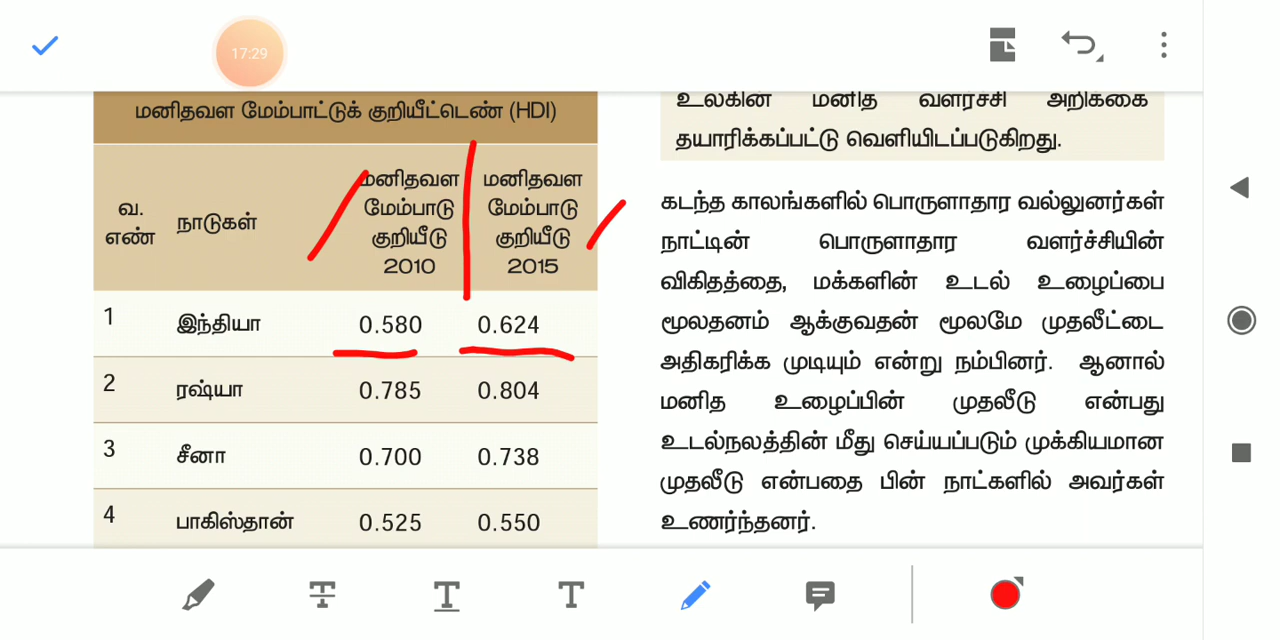 17:29
மனிதவள மேம்பாட்டுக் குறியீட்டெண் (HDI)
வ. எண்
நாடுகள்
மனிதவள மேம்பாடு குறியீடு 2010
மனிதவள மேம்பாடு குறியீடு 2015
1 இந்தியா 0.580 0.624
2 ரஷ்யா 0.785 0.804
3 சீனா 0.700 0.738
4 பாகிஸ்தான் 0.525 0.550
உலகின் மனித வளர்ச்சி அறிக்கை
தயாரிக்கப்பட்டு வெளியிடப்படுகிறது.
கடந்த காலங்களில் பொருளாதார வல்லுனர்கள்
நாட்டின் பொருளாதார வளர்ச்சியின்
விகிதத்தை, மக்களின் உடல் உழைப்பை
மூலதனம் ஆக்குவதன் மூலமே முதலீட்டை
அதிகரிக்க முடியும் என்று நம்பினர். ஆனால்
மனித உழைப்பின் முதலீடு என்பது
உடல்நலத்தின் மீது செய்யப்படும் முக்கியமான
முதலீடு என்பதை பின் நாட்களில் அவர்கள்
உணர்ந்தனர்.